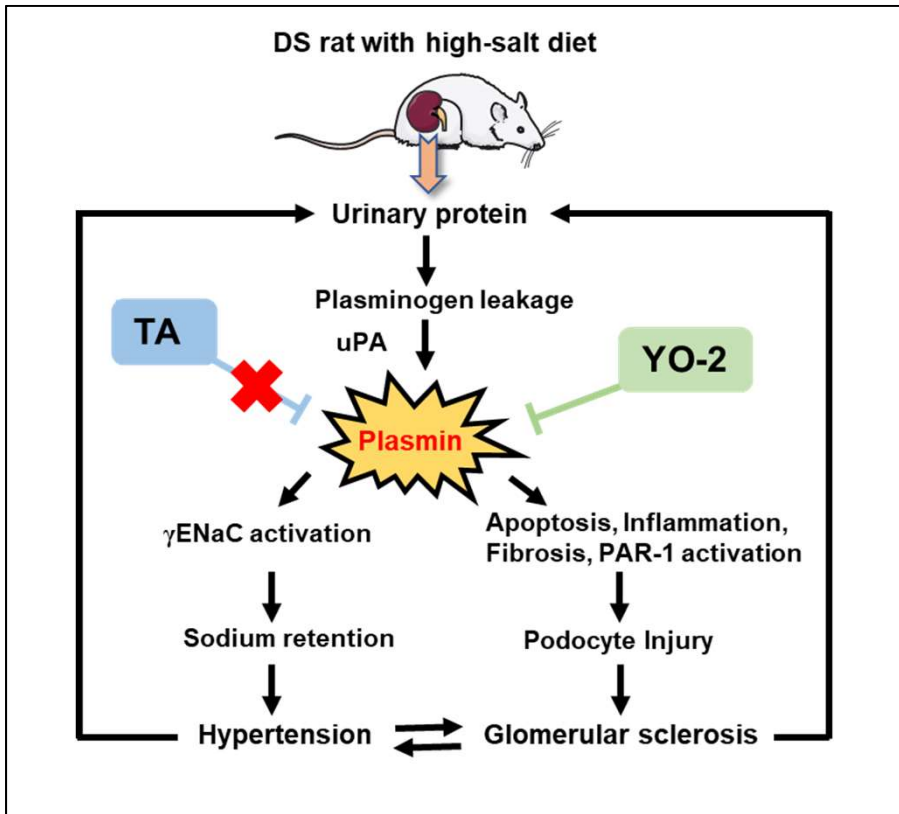 DS rat with high-salt diet
Urinary protein
Plasminogen leakage
TA
uPA
YO-2
Plasmin
γENaC activation
Apoptosis, Inflammation,
Fibrosis, PAR-1 activation
Sodium retention
Podocyte Injury
Hypertension
Glomerular sclerosis